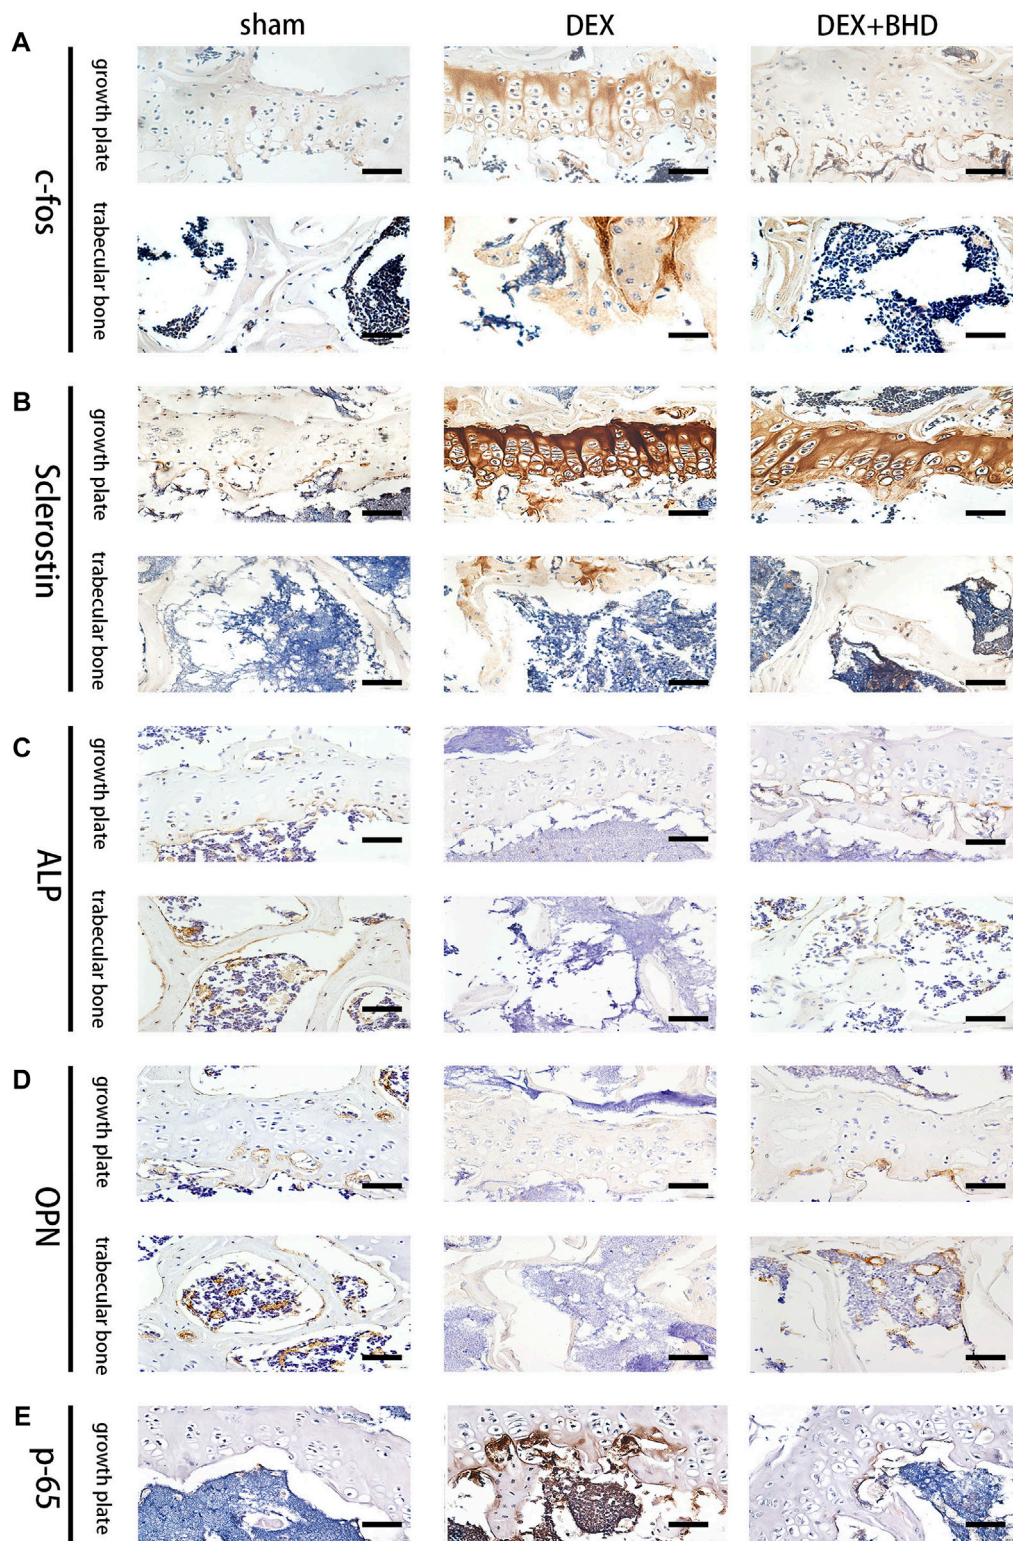 sham DEX DEX+BHD
A
c-fos
growth plate
trabecular bone
B
Sclerostin
growth plate
trabecular bone
C
ALP
growth plate
trabecular bone
D
OPN
growth plate
trabecular bone
E
p-65
growth plate